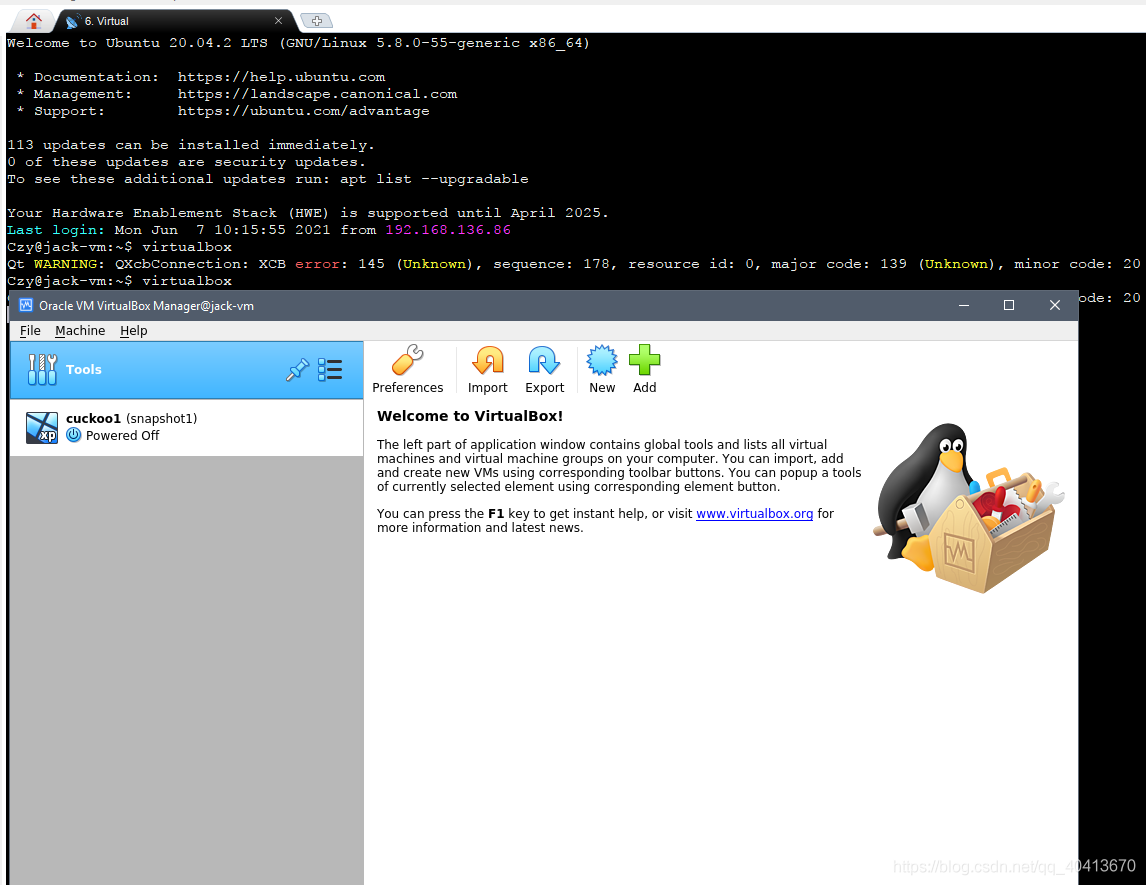 6. Virtual
Welcome to Ubuntu 20.04.2 LTS (GNU/Linux 5.8.0-55-generic x86_64)
* Documentation:  https://help.ubuntu.com
* Management:     https://landscape.canonical.com
* Support:        https://ubuntu.com/advantage
113 updates can be installed immediately.
0 of these updates are security updates.
To see these additional updates run: apt list --upgradable
Your Hardware Enablement Stack (HWE) is supported until April 2025.
Last login: Mon Jun  7 10:15:55 2021 from 192.168.136.86
Czy@jack-vm:~$ virtualbox
Qt WARNING: QXcbConnection: XCB error: 145 (Unknown), sequence: 178, resource id: 0, major code: 139 (Unknown), minor code: 20
Czy@jack-vm:~$ virtualbox
ode: 20
Oracle VM VirtualBox Manager@jack-vm
File Machine Help
Tools
Preferences Import Export New Add
cuckoo1 (snapshot1)
xp
Powered Off
Welcome to VirtualBox!
The left part of application window contains global tools and lists all virtual
machines and virtual machine groups on your computer. You can import, add
and create new VMs using corresponding toolbar buttons. You can popup a tools
of currently selected element using corresponding element button.
You can press the F1 key to get instant help, or visit www.virtualbox.org for
more information and latest news.
https://blog.csdn.net/qq_40413670